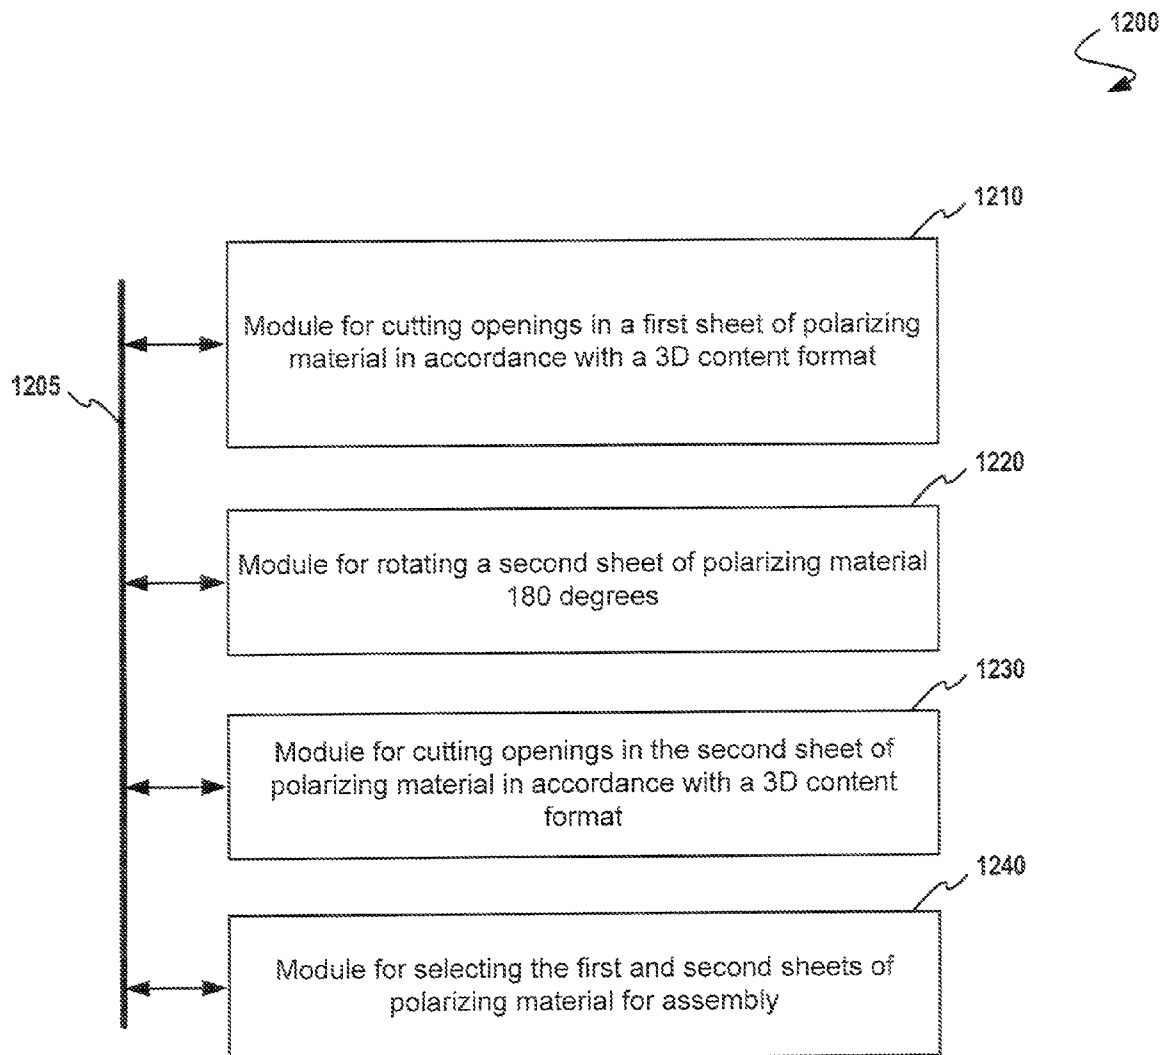 1200
1210
Module for cutting openings in a first sheet of polarizing
material in accordance with a 3D content format
1205
1220
Module for rotating a second sheet of polarizing material
180 degrees
1230
Module for cutting openings in the second sheet of
polarizing material in accordance with a 3D content
format
1240
Module for selecting the first and second sheets of
polarizing material for assembly